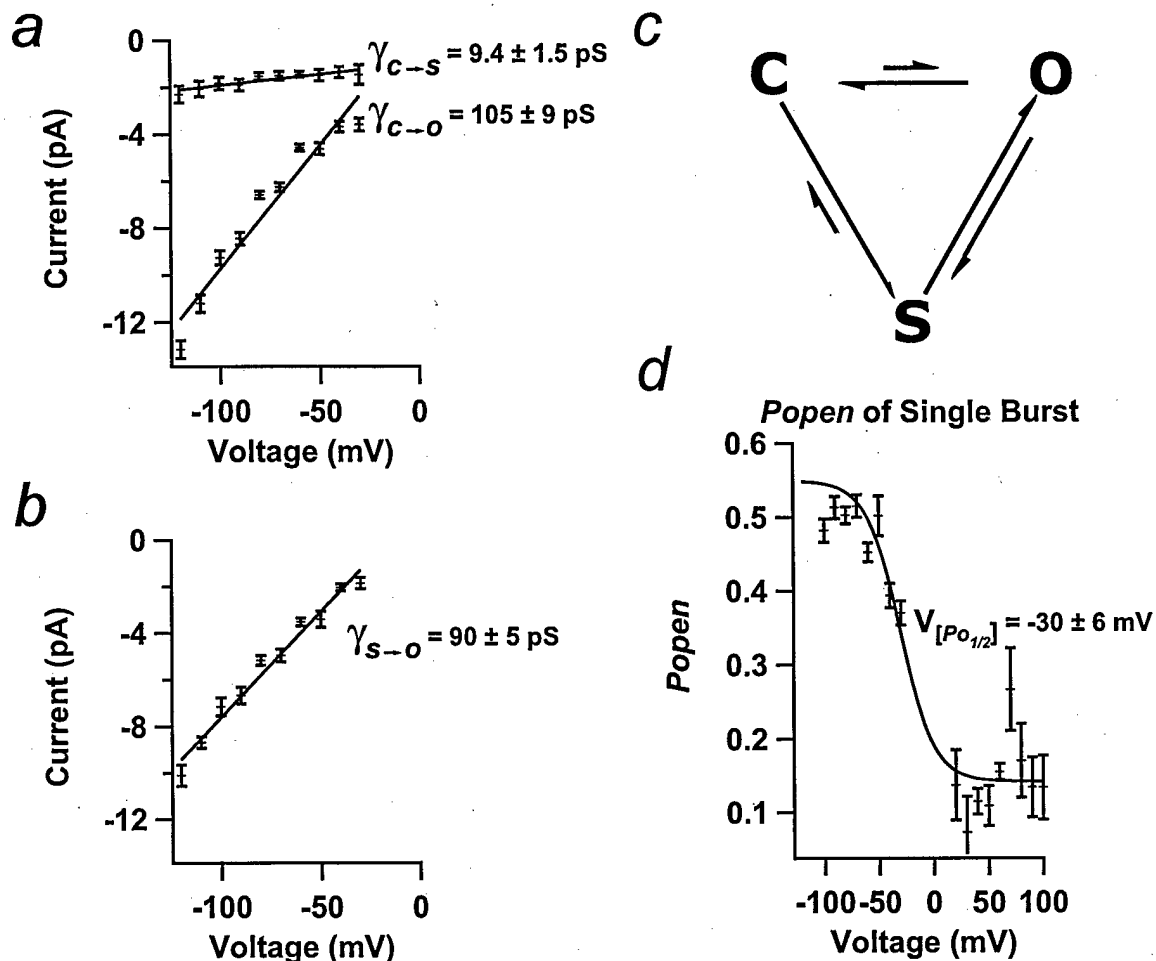 a
γC→S = 9.4 ± 1.5 pS
γC→O = 105 ± 9 pS
0
-4
-8
-12
Current (pA)
-100 -50 0
Voltage (mV)
b
γS→O = 90 ± 5 pS
0
-4
-8
-12
Current (pA)
-100 -50 0
Voltage (mV)
c
C O
S
d
Popen of Single Burst
0.6
0.5
0.4
0.3
0.2
0.1
Popen
V[Po1/2] = -30 ± 6 mV
-100 -50 0 50 100
Voltage (mV)